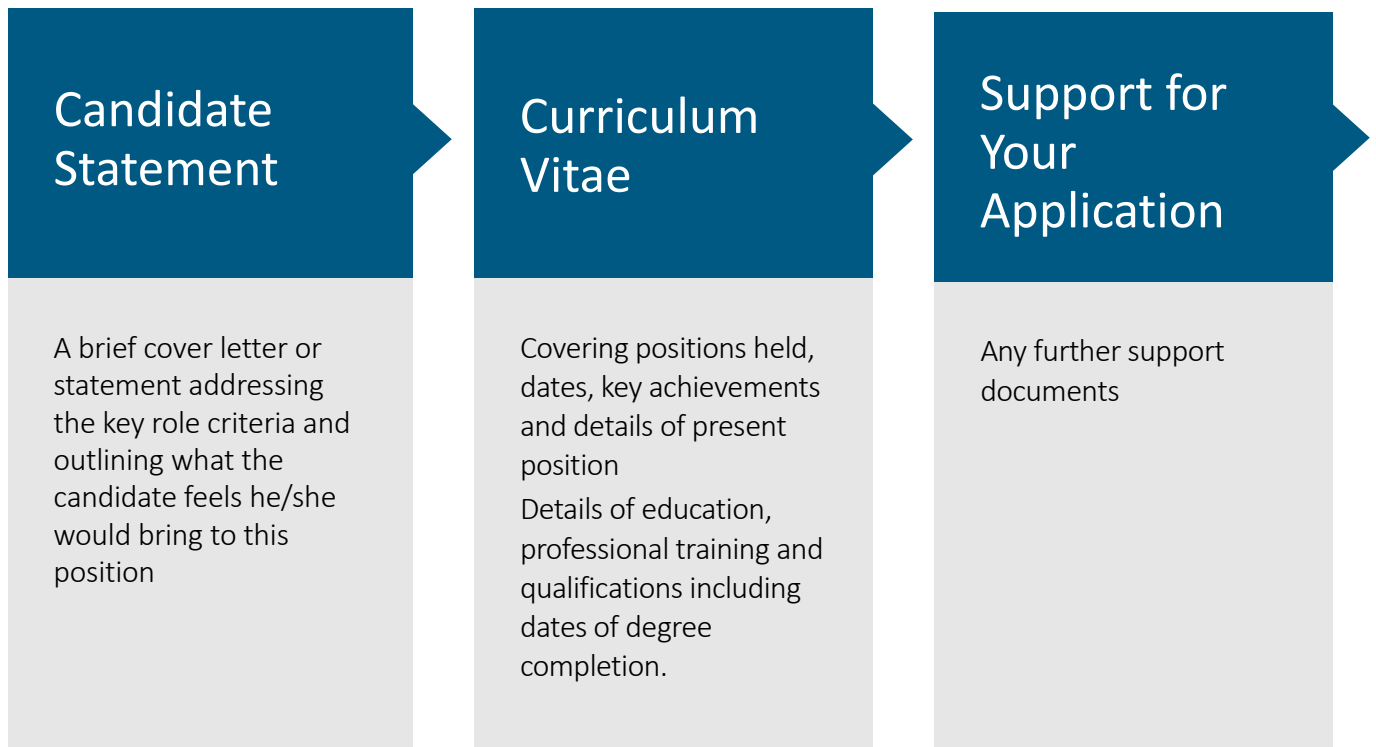 Candidate
Statement
A brief cover letter or
statement addressing
the key role criteria and
outlining what the
candidate feels he/she
would bring to this
position
Curriculum
Vitae
Covering positions held,
dates, key achievements
and details of present
position
Details of education,
professional training and
qualifications including
dates of degree
completion.
Support for
Your
Application
Any further support
documents